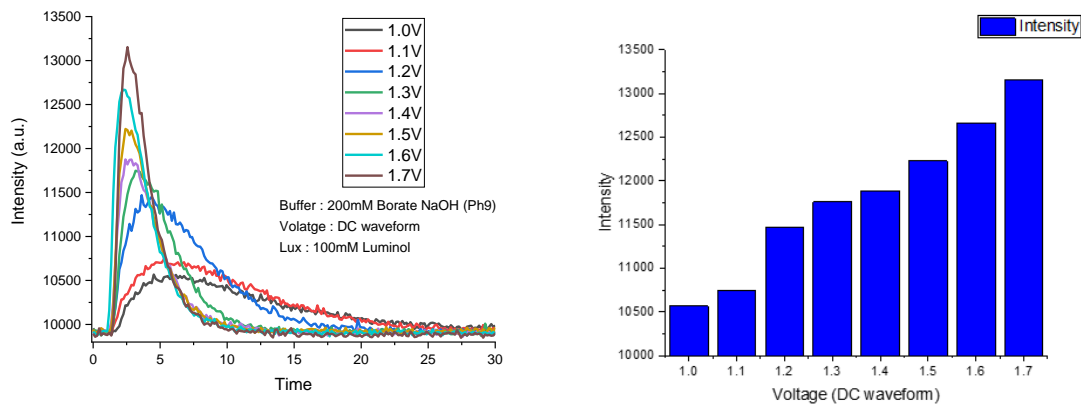 13500
13000
12500
12000
11500
11000
10500
10000
Intensity (a.u.)
0 5 10 15 20 25 30
Time
1.0V
1.1V
1.2V
1.3V
1.4V
1.5V
1.6V
1.7V
Buffer : 200mM Borate NaOH (Ph9)
Volatge : DC waveform
Lux : 100mM Luminol
Intensity
13500
13000
12500
12000
11500
11000
10500
10000
Intensity
1.0 1.1 1.2 1.3 1.4 1.5 1.6 1.7
Voltage (DC waveform)